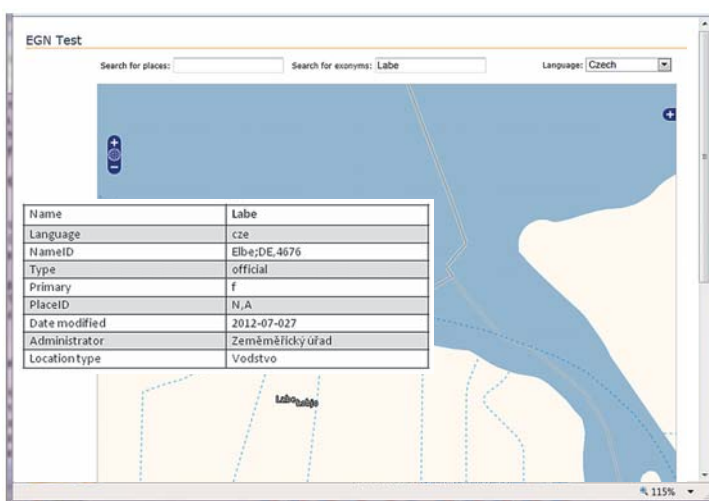 EGN Test
Search for places: Search for exonyms: Labe Language: Czech
Name Labe
Language cze
NameID Elbe;DE,4676
Type official
Primary f
PlaceID N,A
Date modified 2012-07-027
Administrator Zeměměřický úřad
Location type Vodstvo
Labe
115%